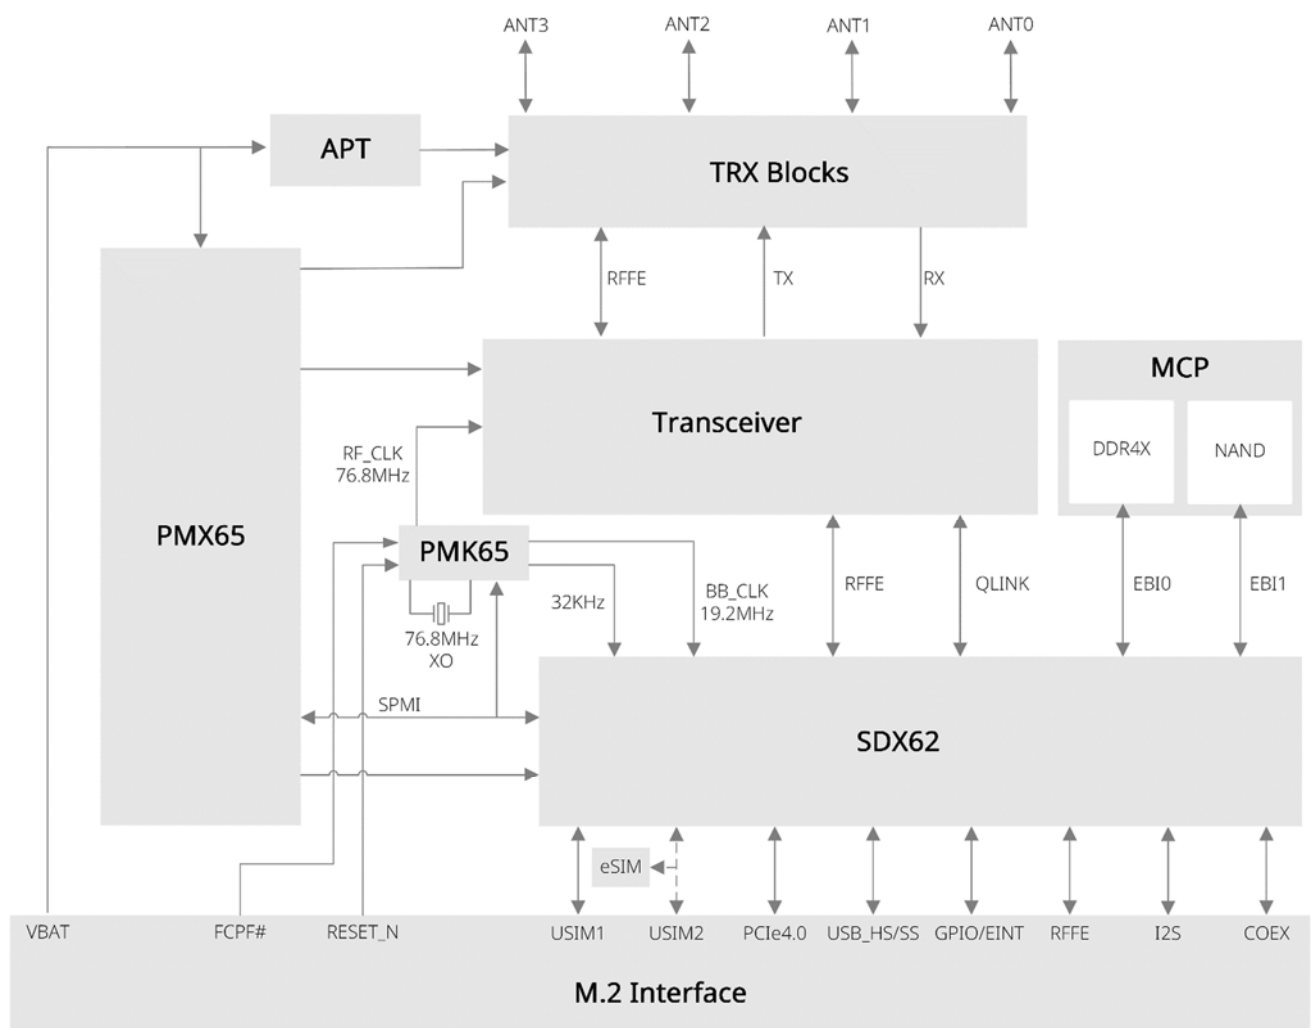 ANT3
ANT2
ANT1
ANT0
APT
TRX Blocks
RFFE
TX
RX
MCP
DDR4X
NAND
Transceiver
RF_CLK
76.8MHz
PMX65
PMK65
32KHz
BB_CLK
19.2MHz
RFFE
QLINK
EBI0
EBI1
76.8MHz
XO
SPMI
SDX62
eSIM
VBAT
FCPF#
RESET_N
USIM1
USIM2
PCIe4.0
USB_HS/SS
GPIO/EINT
RFFE
I2S
COEX
M.2 Interface